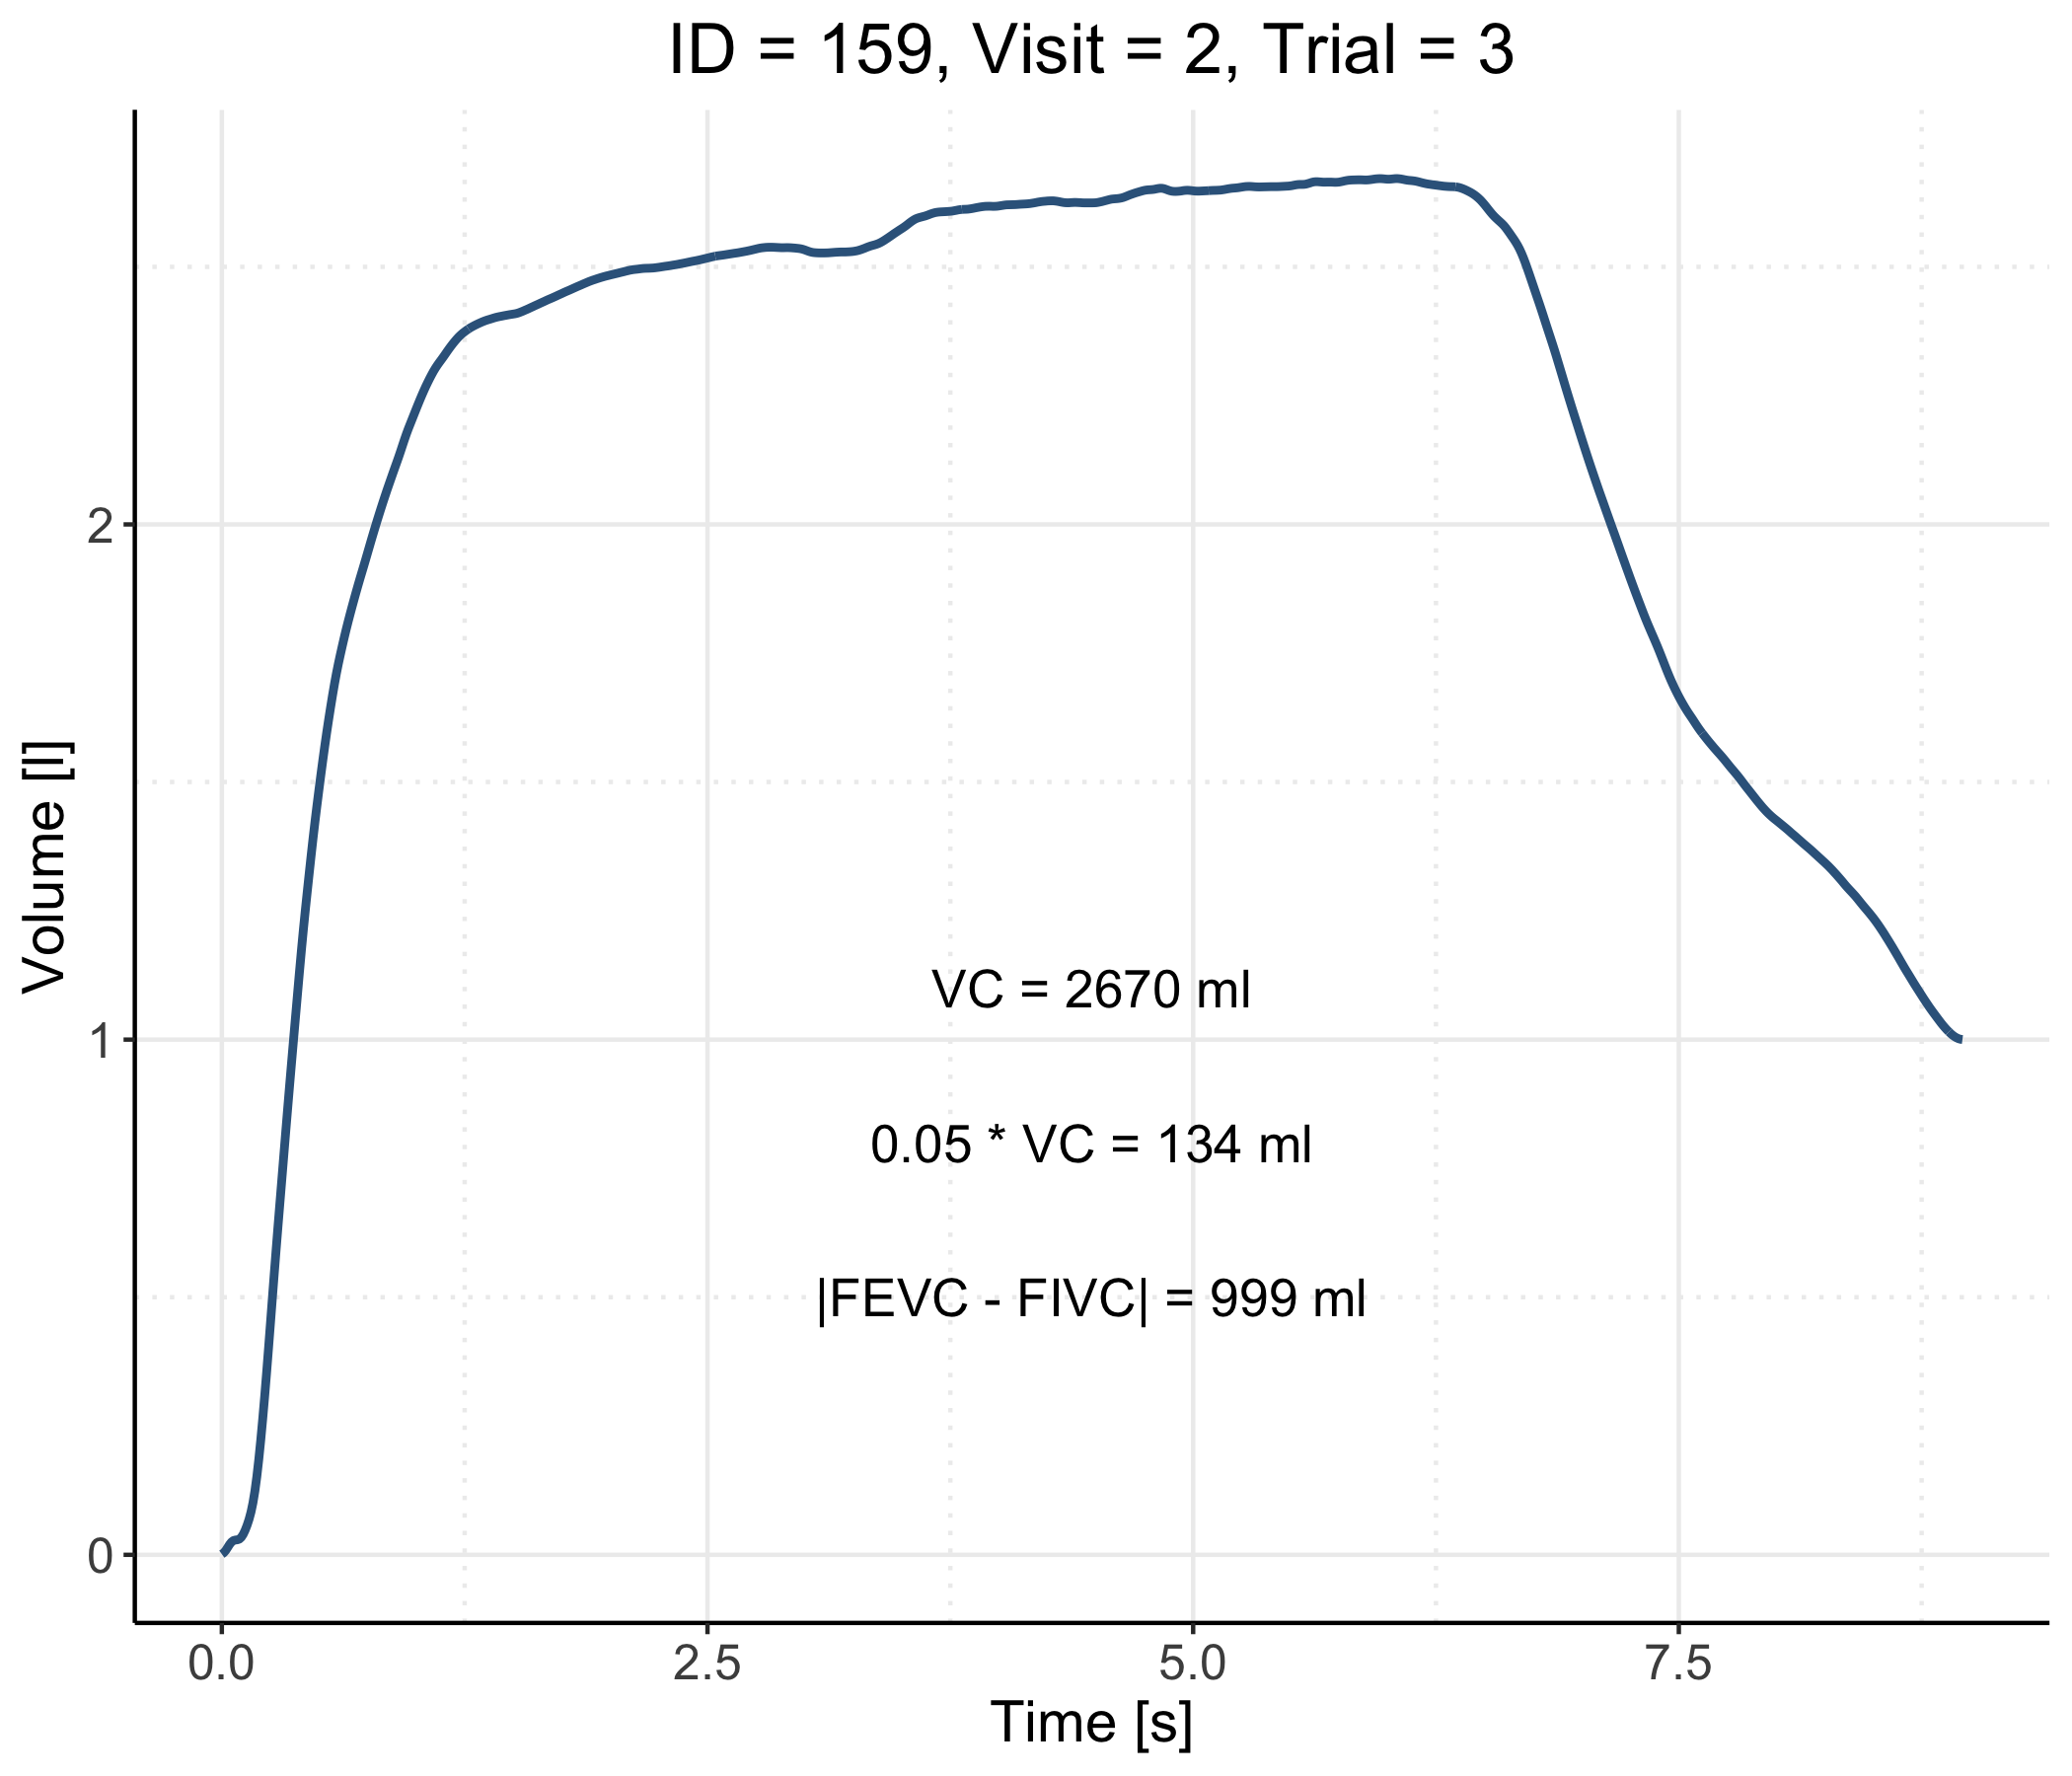 ID = 159, Visit = 2, Trial = 3
Volume [l]
2
1
0
VC = 2670 ml
0.05 * VC = 134 ml
|FEVC - FIVC| = 999 ml
0.0 2.5 5.0 7.5
Time [s]